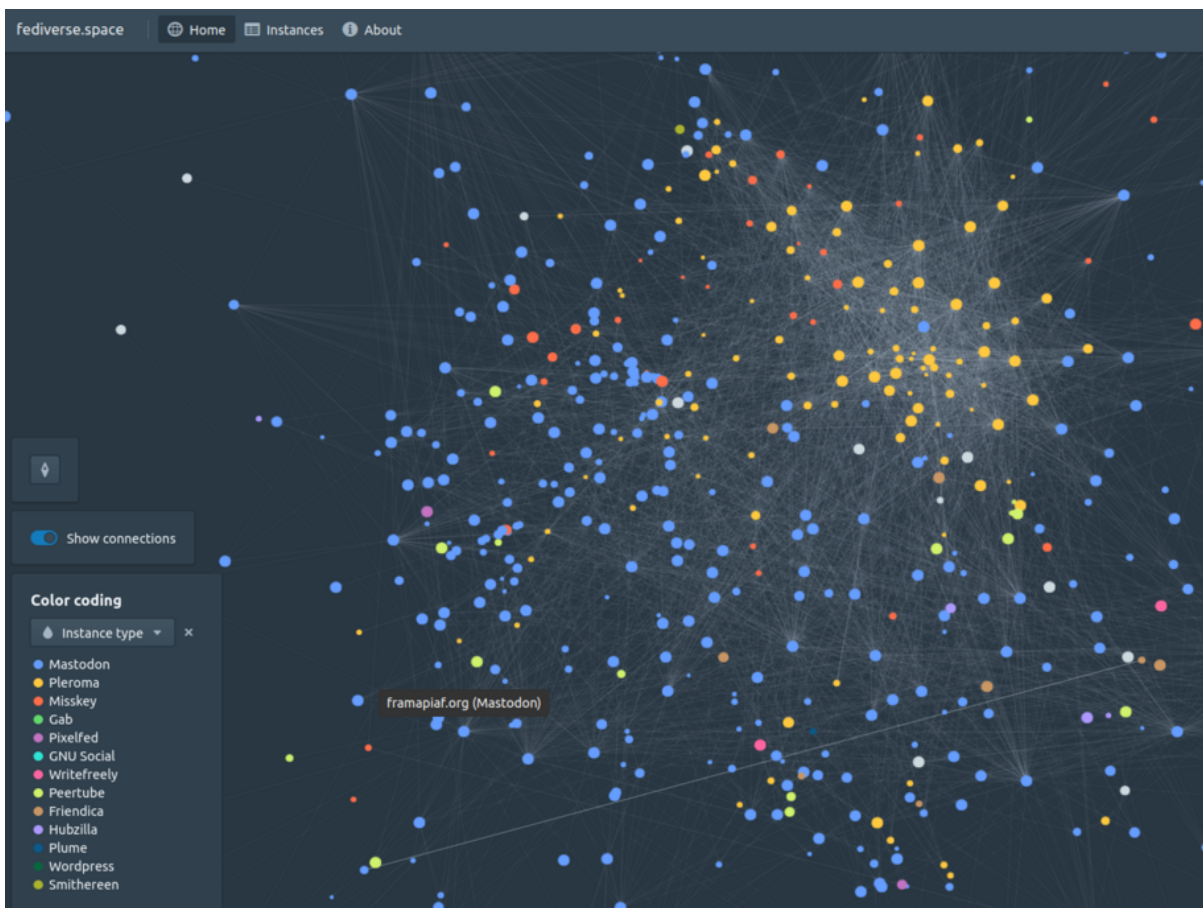 fediverse.space Home Instances About
Show connections
Color coding
Instance type
Mastodon
Pleroma
Misskey
Gab
Pixelfed
GNU Social
Writefreely
Peertube
Friendica
Hubzilla
Plume
Wordpress
Smithereen
framapiaf.org (Mastodon)